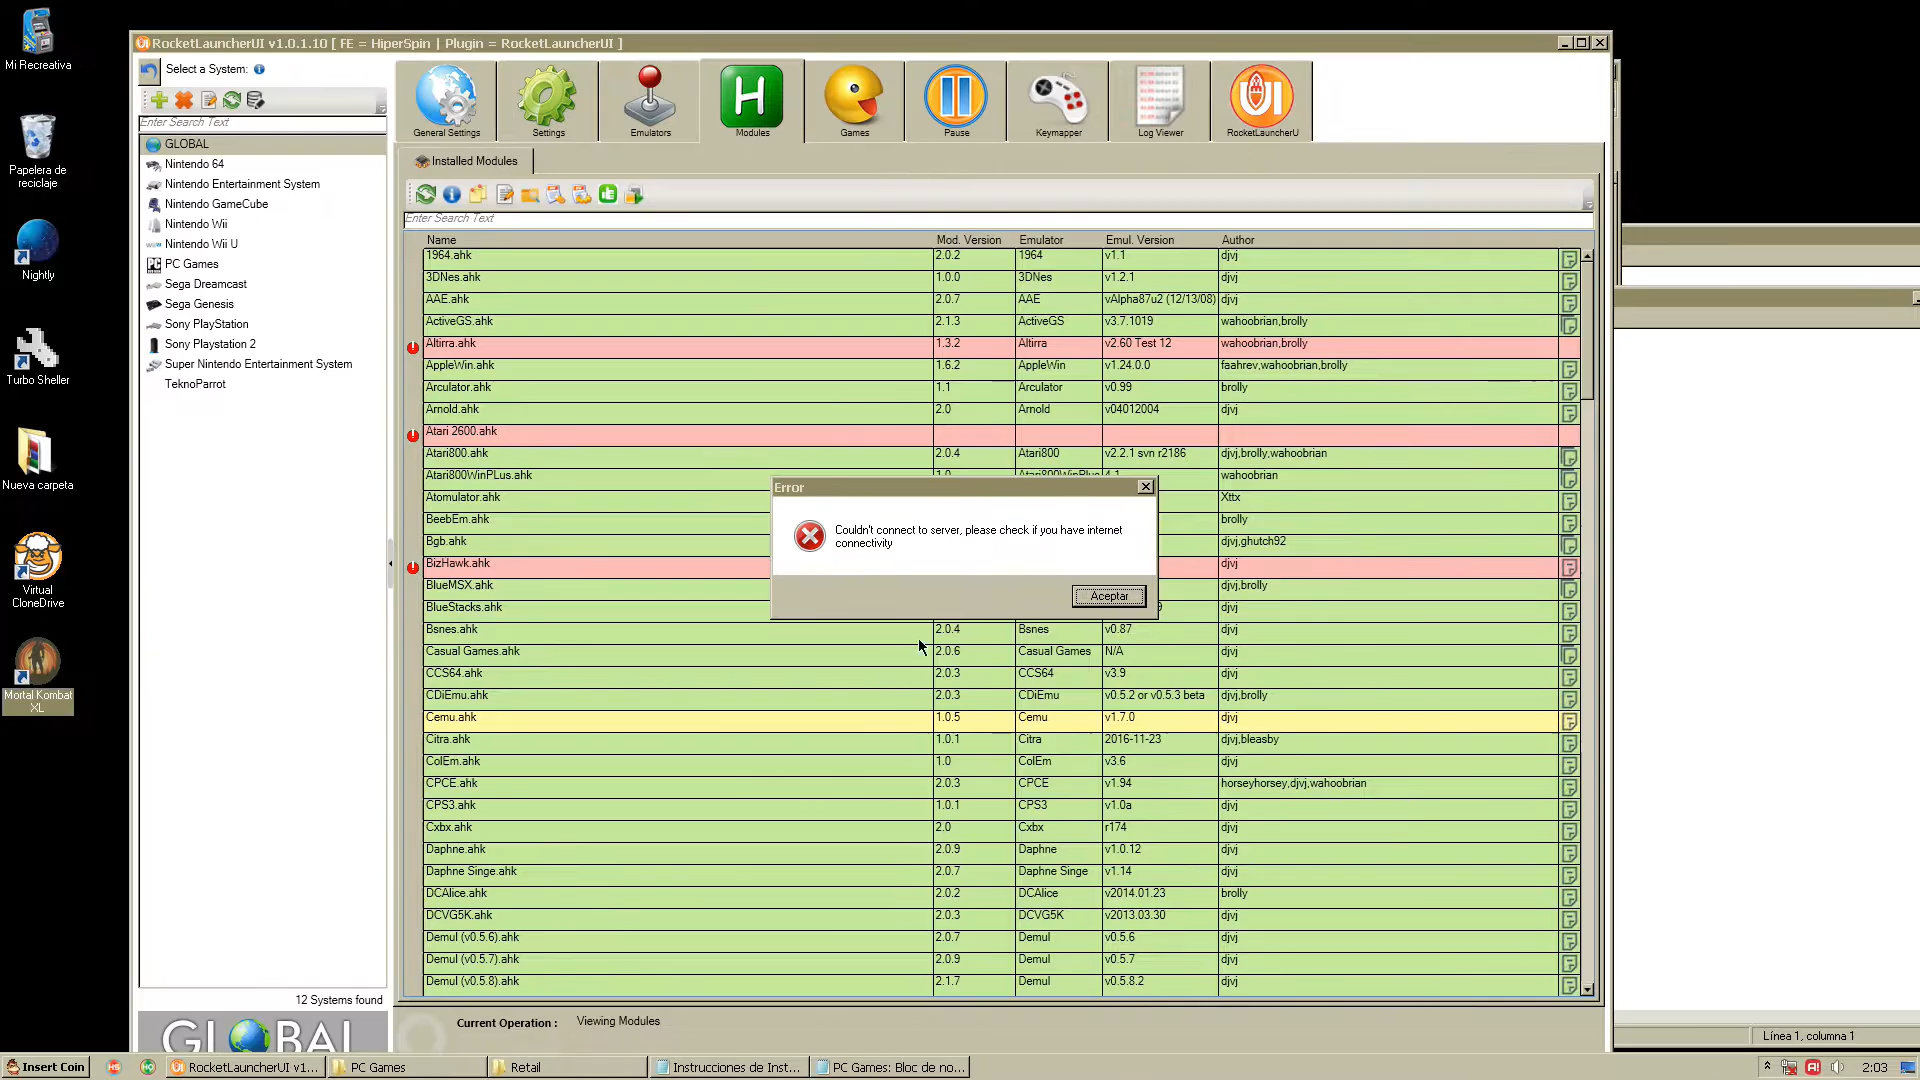 Mi Recreativa
Papelera de
reciclaje
Nightly
Turbo Sheller
Nueva carpeta
Virtual
CloneDrive
Mortal Kombat
XL
RocketLauncherUI v1.0.1.10 [ FE = HiperSpin | Plugin = RocketLauncherUI ]
Select a System:
Enter Search Text
GLOBAL
Nintendo 64
Nintendo Entertainment System
Nintendo GameCube
Nintendo Wii
Nintendo Wii U
PC Games
Sega Dreamcast
Sega Genesis
Sony PlayStation
Sony Playstation 2
Super Nintendo Entertainment System
TeknoParrot
12 Systems found
GLOBAL
General Settings
Settings
Emulators
Modules
Games
Pause
Keymapper
Log Viewer
RocketLauncherU
Installed Modules
Enter Search Text
Name Mod. Version Emulator Emul. Version Author
1964.ahk 2.0.2 1964 v1.1 djvj
3DNes.ahk 1.0.0 3DNes v1.2.1 djvj
AAE.ahk 2.0.7 AAE vAlpha87u2 (12/13/08) djvj
ActiveGS.ahk 2.1.3 ActiveGS v3.7.1019 wahoobrian,brolly
Altirra.ahk 1.3.2 Altirra v2.60 Test 12 wahoobrian,brolly
AppleWin.ahk 1.6.2 AppleWin v1.24.0.0 faahrev,wahoobrian,brolly
Arculator.ahk 1.1 Arculator v0.99 brolly
Arnold.ahk 2.0 Arnold v04012004 djvj
Atari 2600.ahk
Atari800.ahk 2.0.4 Atari800 v2.2.1 svn r2186 djvj,brolly,wahoobrian
Atari800WinPLus.ahk 1.0 Atari800WinPlus 4.1 wahoobrian
Atomulator.ahk Xttx
BeebEm.ahk brolly
Bgb.ahk djvj,ghutch92
BizHawk.ahk djvj
BlueMSX.ahk djvj,brolly
BlueStacks.ahk 9 djvj
Bsnes.ahk 2.0.4 Bsnes v0.87 djvj
Casual Games.ahk 2.0.6 Casual Games N/A djvj
CCS64.ahk 2.0.3 CCS64 v3.9 djvj
CDiEmu.ahk 2.0.3 CDiEmu v0.5.2 or v0.5.3 beta djvj,brolly
Cemu.ahk 1.0.5 Cemu v1.7.0 djvj
Citra.ahk 1.0.1 Citra 2016-11-23 djvj,bleasby
ColEm.ahk 1.0 ColEm v3.6 djvj
CPCE.ahk 2.0.3 CPCE v1.94 horseyhorsey,djvj,wahoobrian
CPS3.ahk 1.0.1 CPS3 v1.0a djvj
Cxbx.ahk 2.0 Cxbx r174 djvj
Daphne.ahk 2.0.9 Daphne v1.0.12 djvj
Daphne Singe.ahk 2.0.7 Daphne Singe v1.14 djvj
DCAlice.ahk 2.0.2 DCAlice v2014.01.23 brolly
DCVG5K.ahk 2.0.3 DCVG5K v2013.03.30 djvj
Demul (v0.5.6).ahk 2.0.7 Demul v0.5.6 djvj
Demul (v0.5.7).ahk 2.0.9 Demul v0.5.7 djvj
Demul (v0.5.8).ahk 2.1.7 Demul v0.5.8.2 djvj
Error
Couldn't connect to server, please check if you have internet
connectivity
Aceptar
Current Operation : Viewing Modules
Línea 1, columna 1
Insert Coin
RocketLauncherUI v1...
PC Games
Retail
Instrucciones de Inst...
PC Games: Bloc de no...
2:03